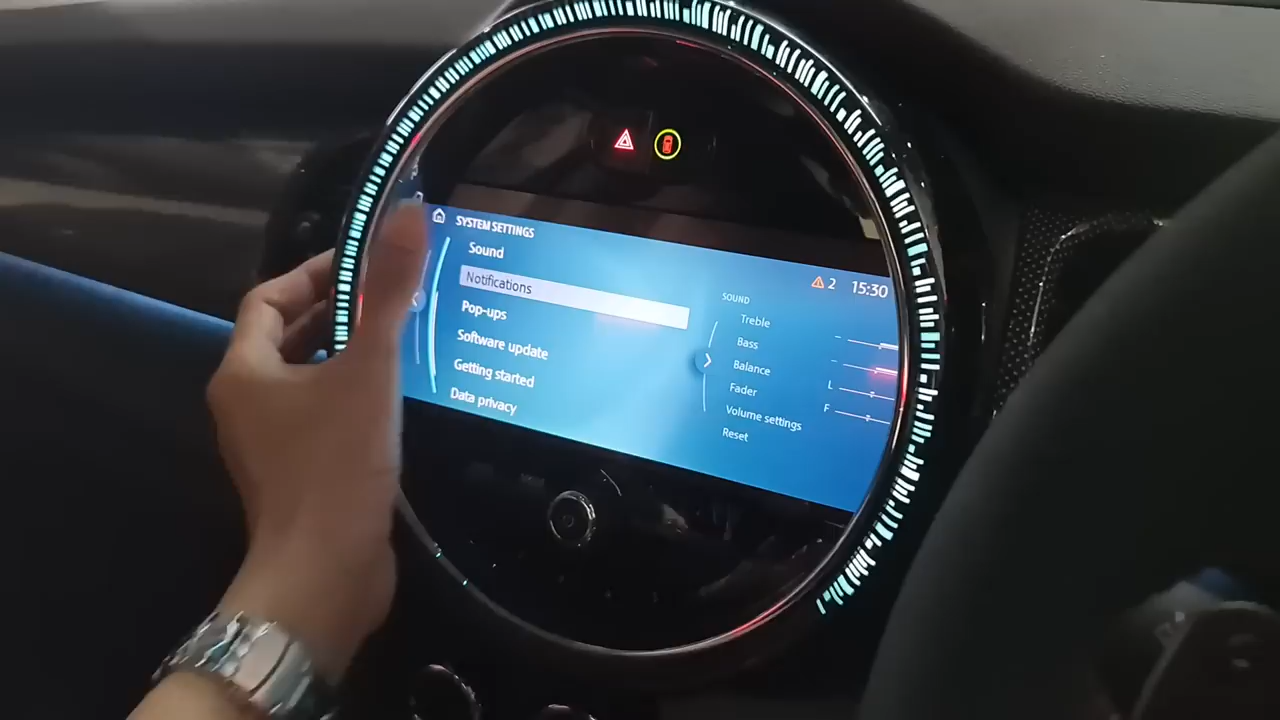 SYSTEM SETTINGS
Sound
Notifications
Pop-ups
Software update
Getting started
Data privacy
2 15:30
SOUND
Treble
Bass
Balance
L
Fader
F
Volume settings
Reset